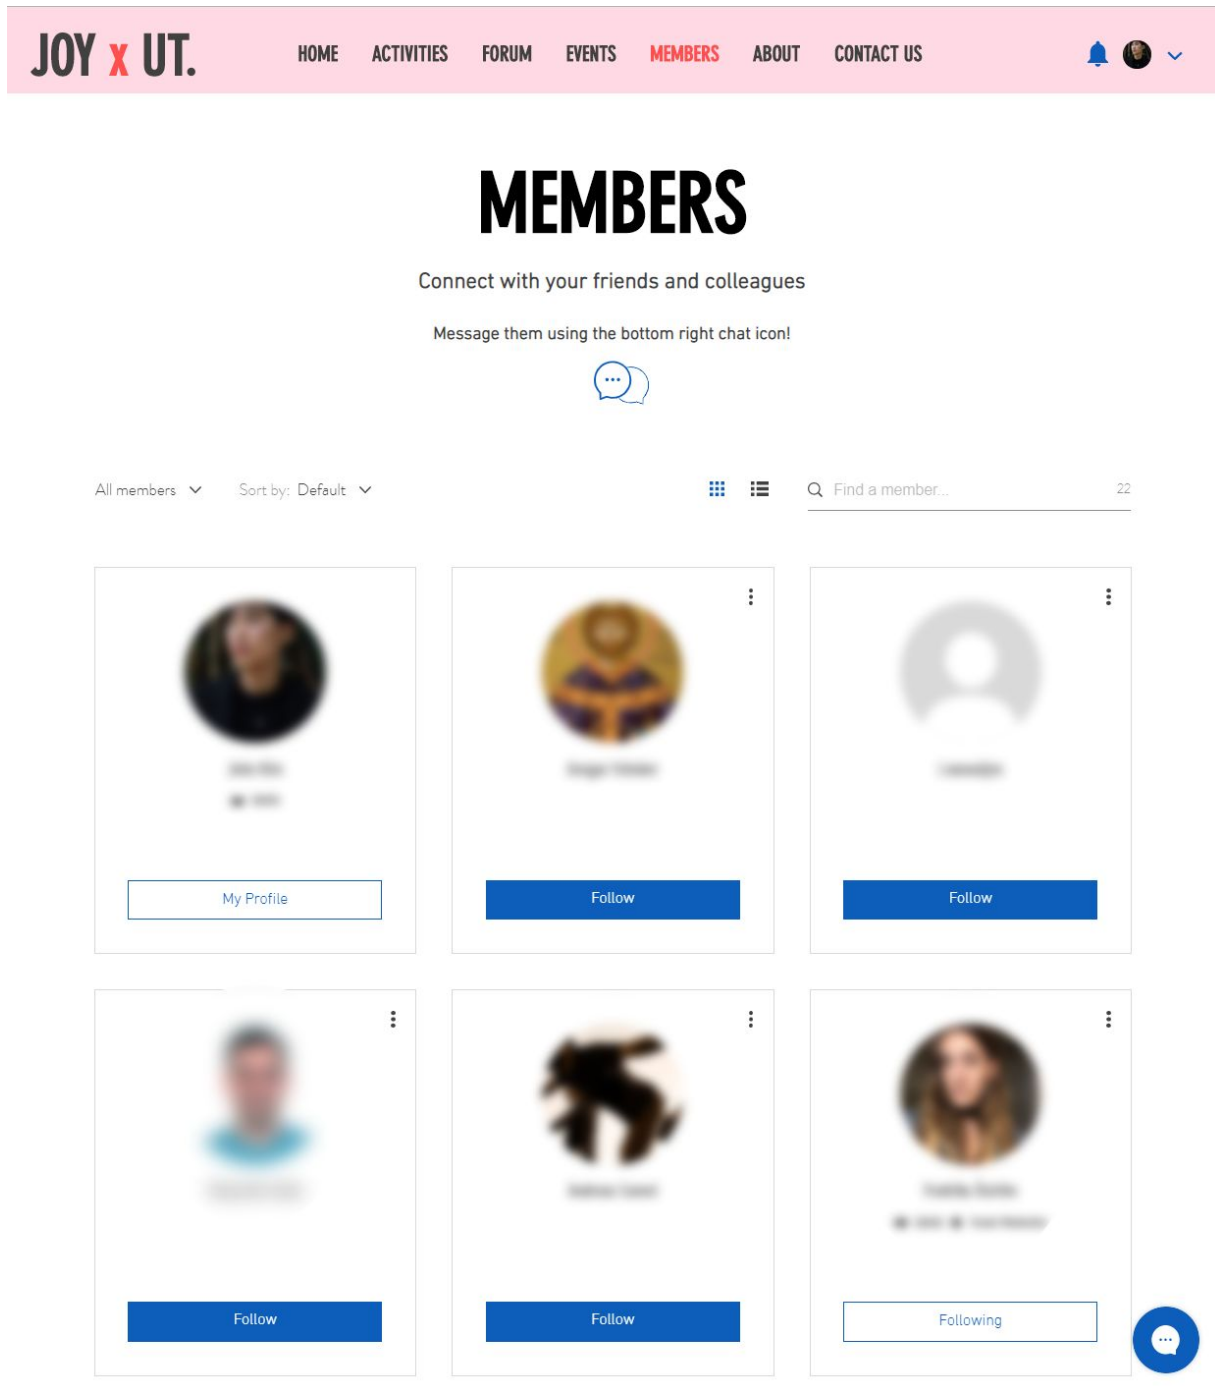 JOY x UT.
HOME ACTIVITIES FORUM EVENTS MEMBERS ABOUT CONTACT US
MEMBERS
Connect with your friends and colleagues
Message them using the bottom right chat icon!
All members Sort by: Default Find a member... 22
My Profile Follow Follow
Follow Follow Following